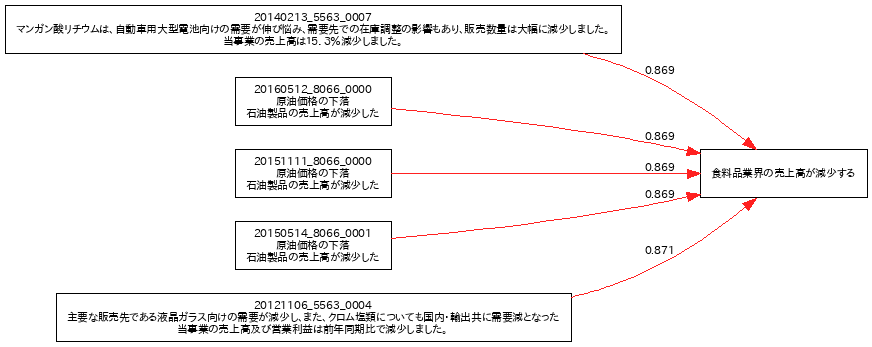 20140213_5563_0007
マンガン酸リチウムは、自動車用大型電池向けの需要が伸び悩み、需要先での在庫調整の影響もあり、販売数量は大幅に減少しました。
当事業の売上高は15.3%減少しました。
0.869
20160512_8066_0000
原油価格の下落
石油製品の売上高が減少した
0.869
20151111_8066_0000
原油価格の下落
石油製品の売上高が減少した
0.869
食料品業界の売上高が減少する
0.869
20150514_8066_0001
原油価格の下落
石油製品の売上高が減少した
0.871
20121106_5563_0004
主要な販売先である液晶ガラス向けの需要が減少し、また、クロム塩類についても国内・輸出共に需要減となった
当事業の売上高及び営業利益は前年同期比で減少しました。